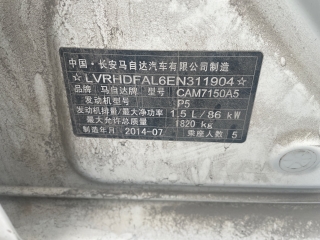 中国·长安马自达汽车有限公司制造
☆LVRHDFAL6EN311904☆
品牌 马自达牌 型号 CAM7150A5
发动机型号 P5
发动机排量/最大净功率 1.5 L/86 kW
最大允许总质量 1820 kg
制造年月 2014-07 乘座人数 5